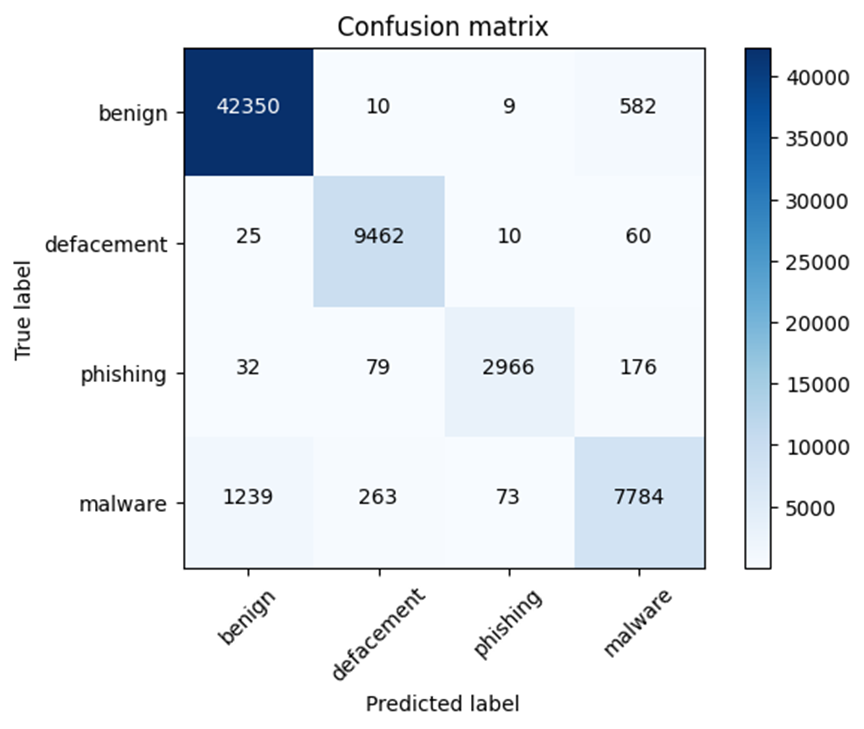 Confusion matrix
True label
benign 42350 10 9 582
defacement 25 9462 10 60
phishing 32 79 2966 176
malware 1239 263 73 7784
benign defacement phishing malware
Predicted label
40000
35000
30000
25000
20000
15000
10000
5000